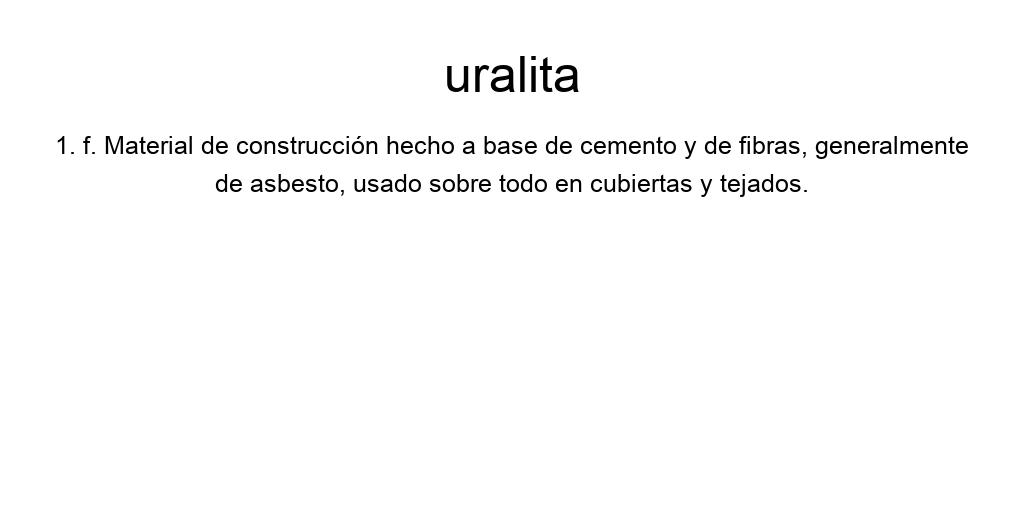 uralita
1. f. Material de construcción hecho a base de cemento y de fibras, generalmente
de asbesto, usado sobre todo en cubiertas y tejados.